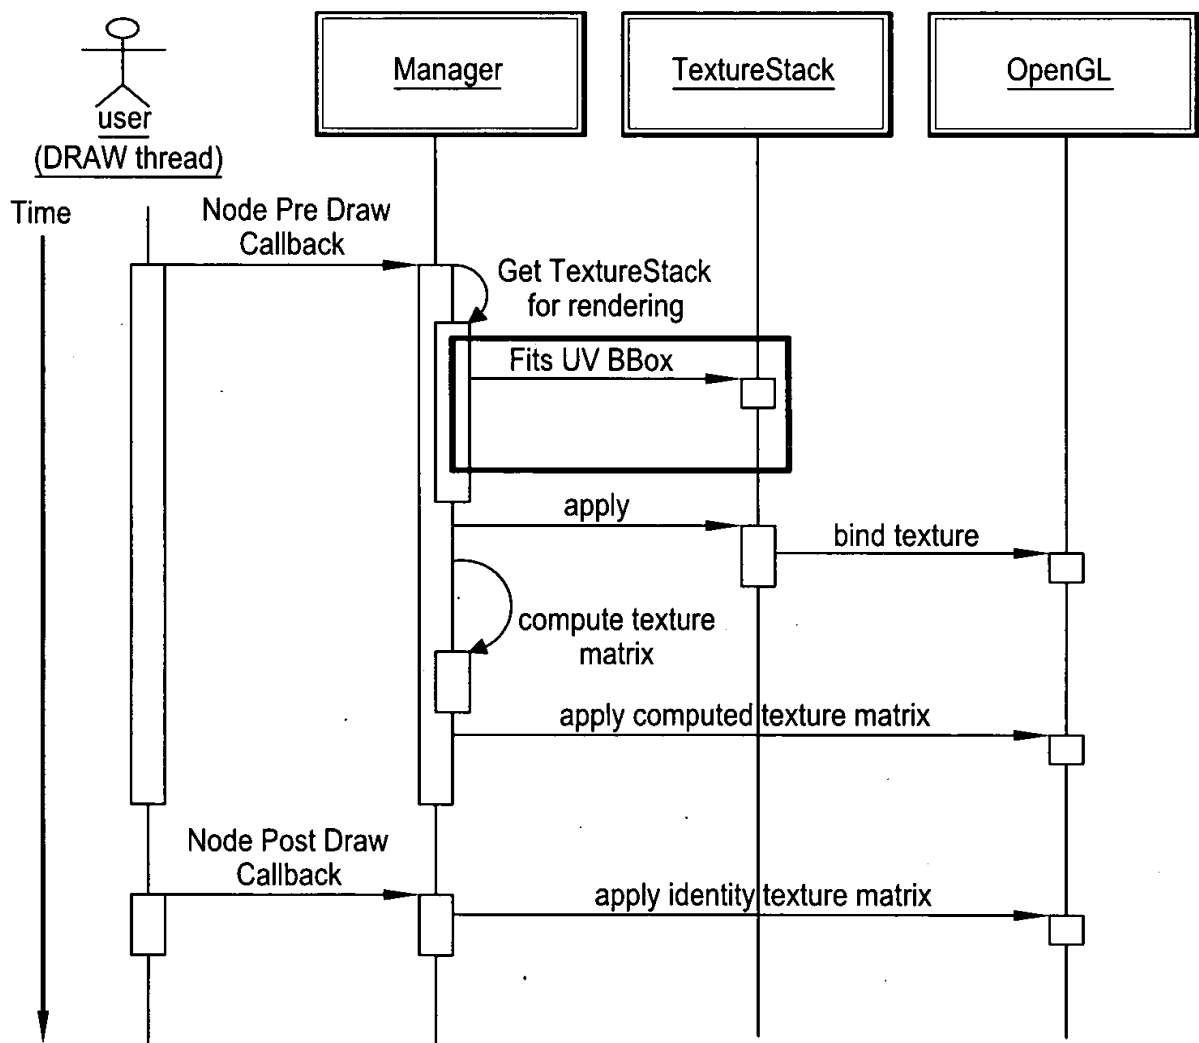 user
(DRAW thread)
Manager
TextureStack
OpenGL
Time
Node Pre Draw
Callback
Get TextureStack
for rendering
Fits UV BBox
apply
bind texture
compute texture
matrix
apply computed texture matrix
Node Post Draw
Callback
apply identity texture matrix